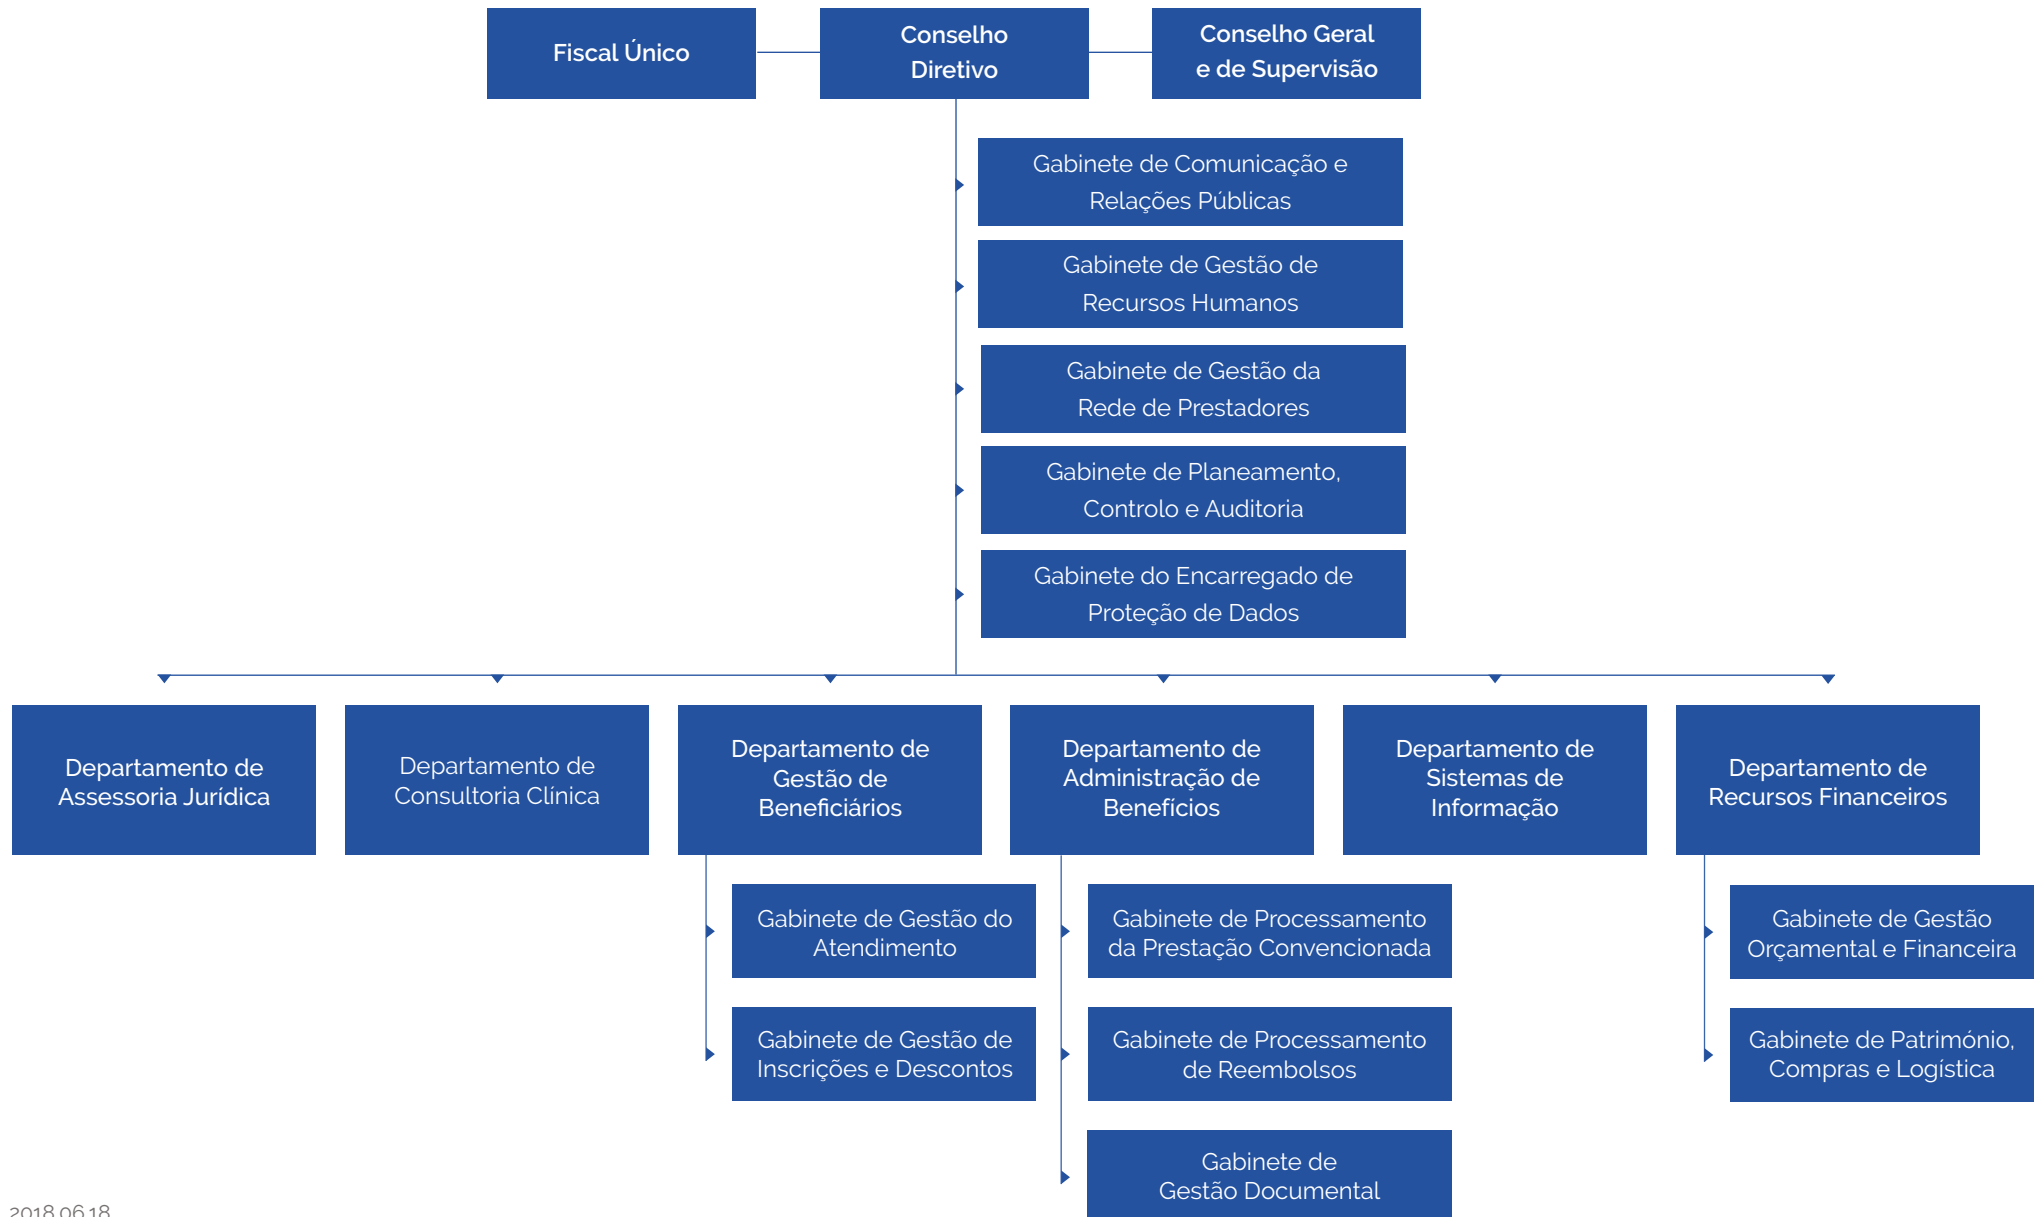 Fiscal Único
Conselho
Diretivo
Conselho Geral
e de Supervisão
Gabinete de Comunicação e
Relações Públicas
Gabinete de Gestão de
Recursos Humanos
Gabinete de Gestão da
Rede de Prestadores
Gabinete de Planeamento,
Controlo e Auditoria
Gabinete do Encarregado de
Proteção de Dados
Departamento de
Assessoria Jurídica
Departamento de
Consultoria Clínica
Departamento de
Gestão de
Beneficiários
Departamento de
Administração de
Benefícios
Departamento de
Sistemas de
Informação
Departamento de
Recursos Financeiros
Gabinete de Gestão do
Atendimento
Gabinete de Gestão de
Inscrições e Descontos
Gabinete de Processamento
da Prestação Convencionada
Gabinete de Processamento
de Reembolsos
Gabinete de
Gestão Documental
Gabinete de Gestão
Orçamental e Financeira
Gabinete de Património,
Compras e Logística
2018.06.18